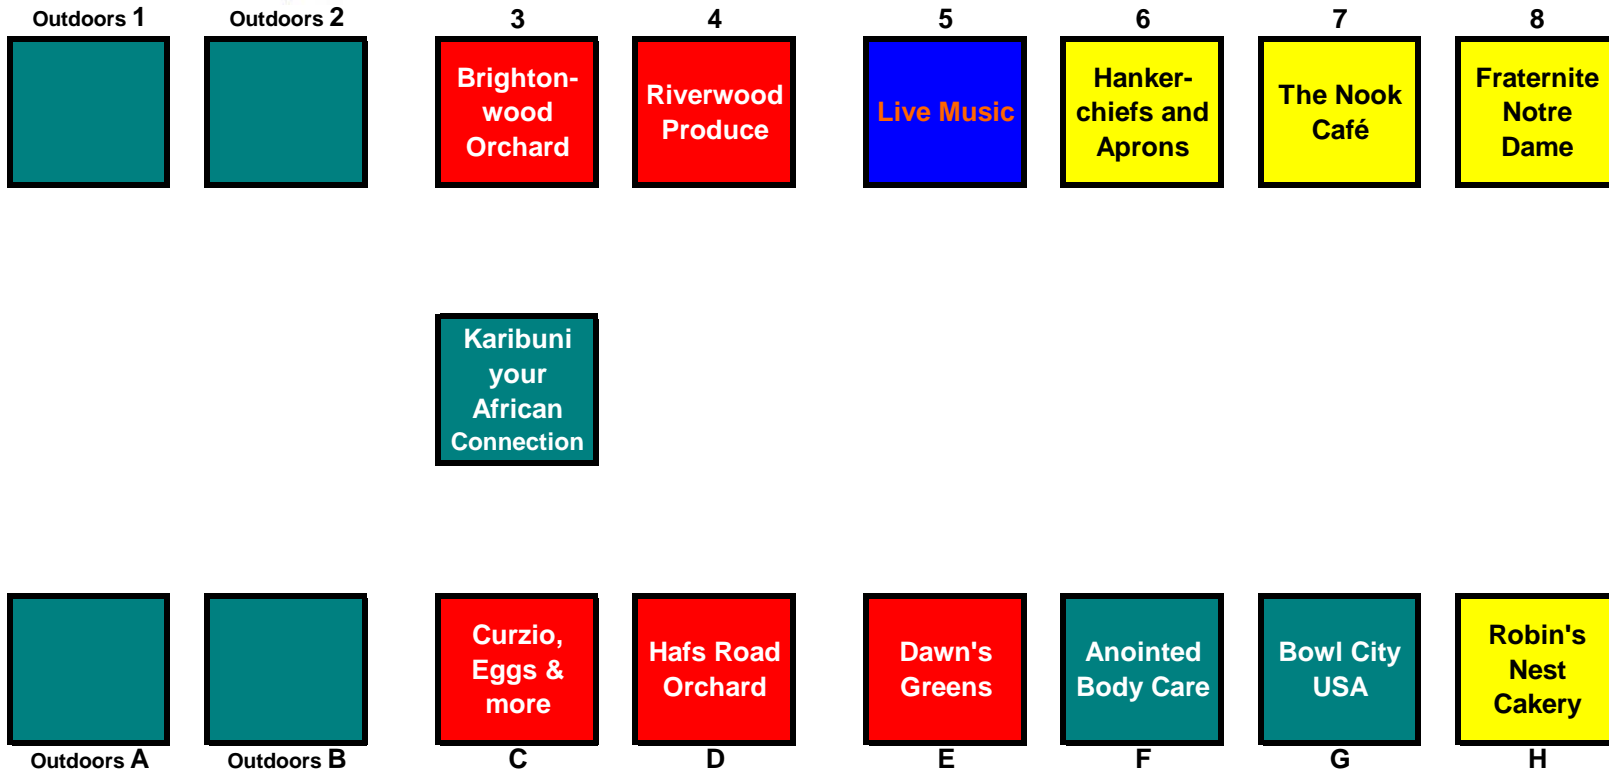 Outdoors 1 Outdoors 2 3 4 5 6 7 8
Brighton-
wood
Orchard
Riverwood
Produce
Live Music
Hanker-
chiefs and
Aprons
The Nook
Café
Fraternite
Notre
Dame
Karibuni
your
African
Connection
Curzio,
Eggs &
more
Hafs Road
Orchard
Dawn's
Greens
Anointed
Body Care
Bowl City
USA
Robin's
Nest
Cakery
Outdoors A Outdoors B C D E F G H